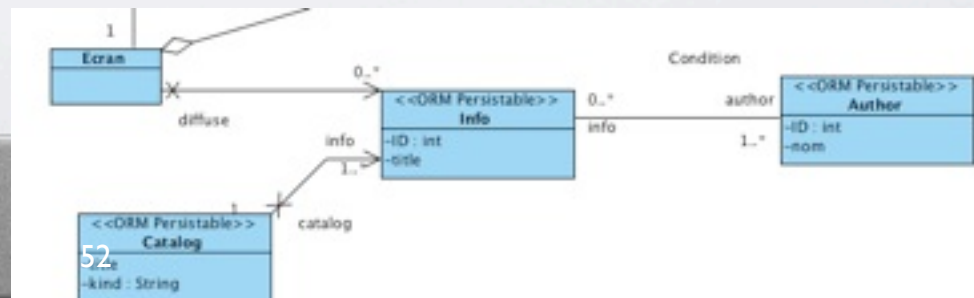 1
Ecran
0..*
diffuse
<<ORM Persistable>>
Info
-ID : int
-title
0..*
info
Condition
author
1..*
<<ORM Persistable>>
Author
-ID : int
-nom
info
1..*
1
catalog
<<ORM Persistable>>
Catalog
52
-kind : String